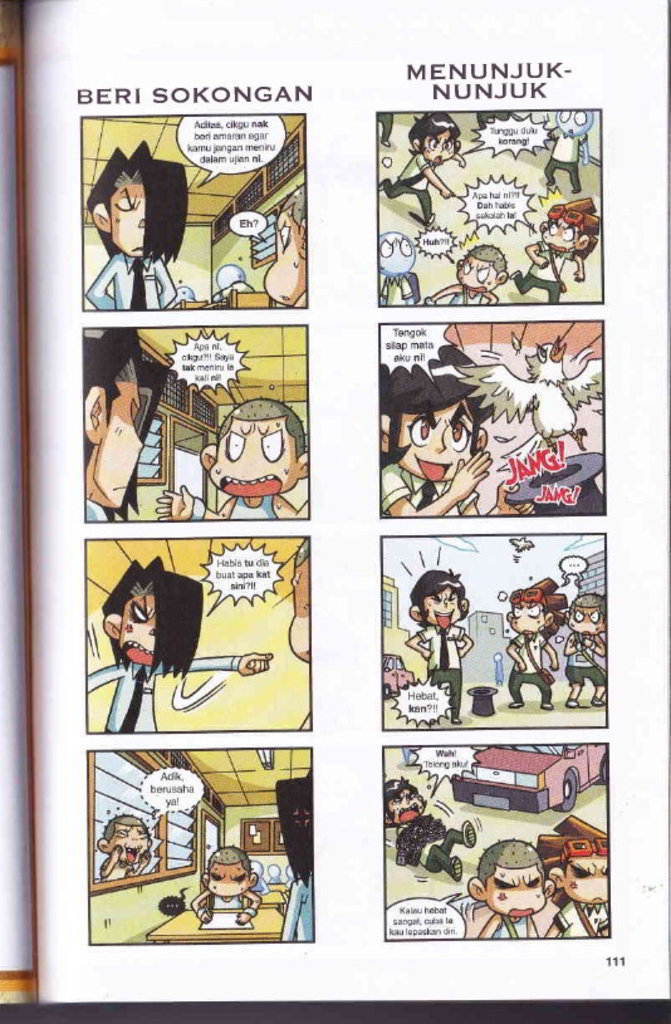 BERI SOKONGAN
Aditas, cikgu nak
beri amaran agar
kamu jangan meniru
dalam ujian ni.
Eh?
Apa ni,
cikgu?!! Saya
tak meniru la
kali ni!
Habis tu dia
buat apa kat
sini?!!
Adik,
berusaha
ya!
!!
MENUNJUK-
NUNJUK
Tunggu dulu
korang!
Apa hal ni?!!
Dah habis
sekolah la!
Huh?!!
Tengok
silap mata
aku ni!
JANG!
JANG!
...
Hebat,
kan?!!
Wah!
Tolong aku!
Kalau hebat
sangat, cuba la
kau lepaskan diri.
111